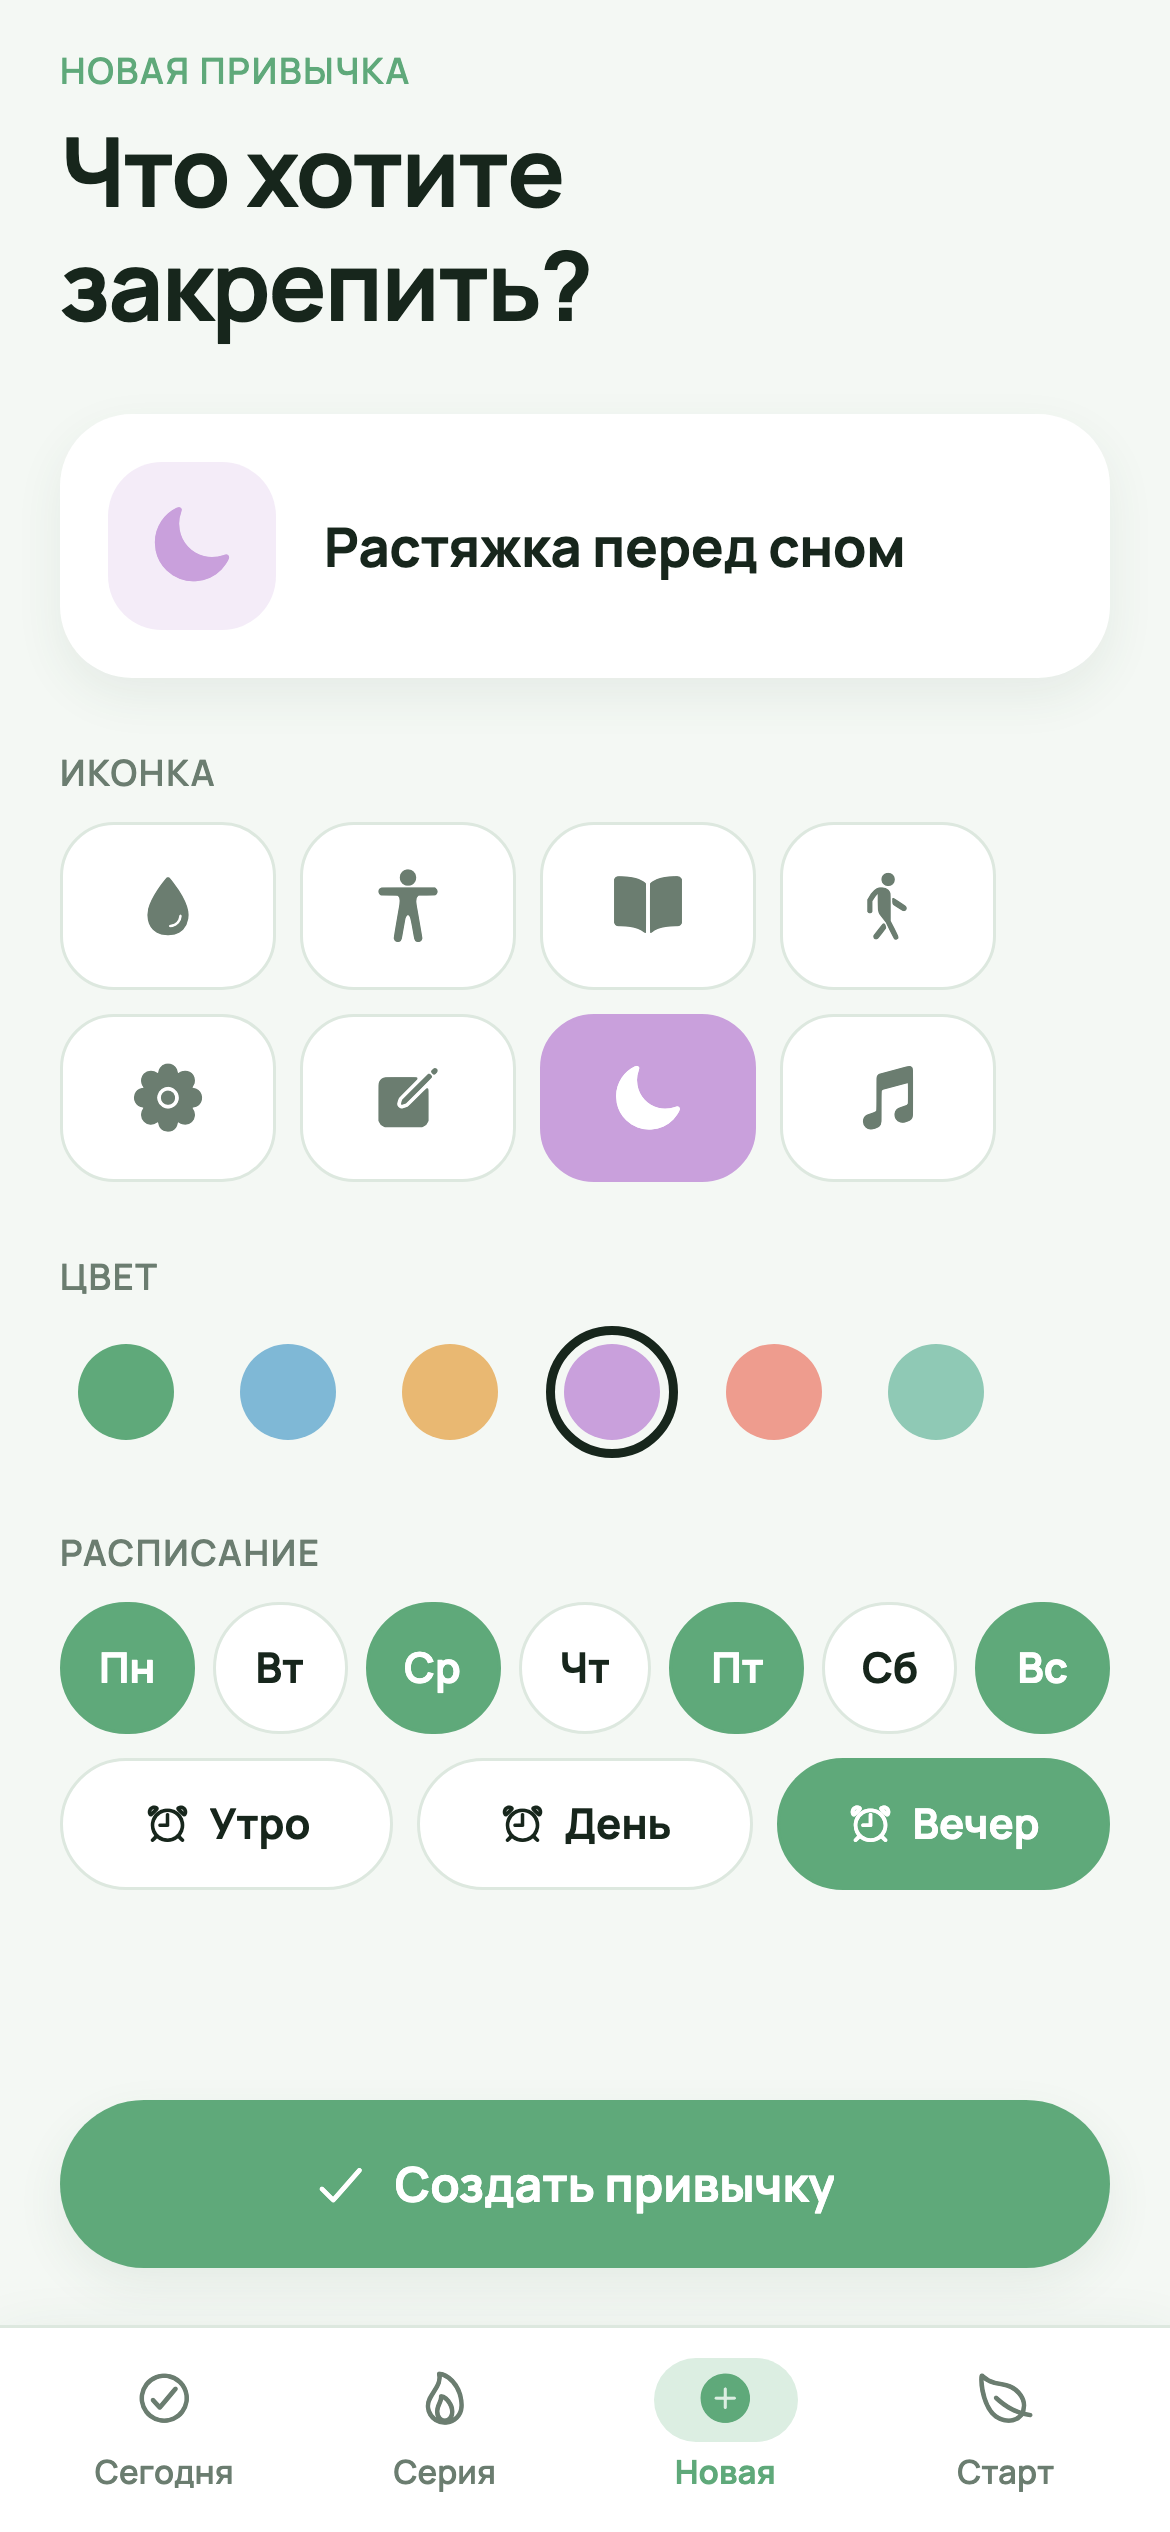 НОВАЯ ПРИВЫЧКА
Что хотите
закрепить?
Растяжка перед сном
ИКОНКА
ЦВЕТ
РАСПИСАНИЕ
Пн Вт Ср Чт Пт Сб Вс
Утро День Вечер
Создать привычку
Сегодня Серия Новая Старт